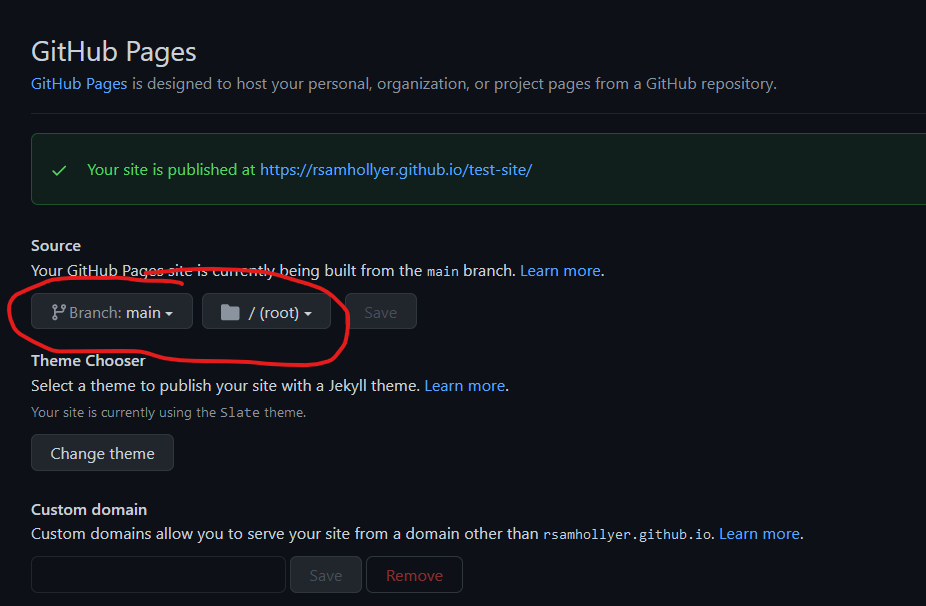 GitHub Pages
GitHub Pages is designed to host your personal, organization, or project pages from a GitHub repository.
Your site is published at https://rsamhollyer.github.io/test-site/
Source
Your GitHub Pages site is currently being built from the main branch. Learn more.
Branch: main / (root) Save
Theme Chooser
Select a theme to publish your site with a Jekyll theme. Learn more.
Your site is currently using the Slate theme.
Change theme
Custom domain
Custom domains allow you to serve your site from a domain other than rsamhollyer.github.io. Learn more.
Save Remove